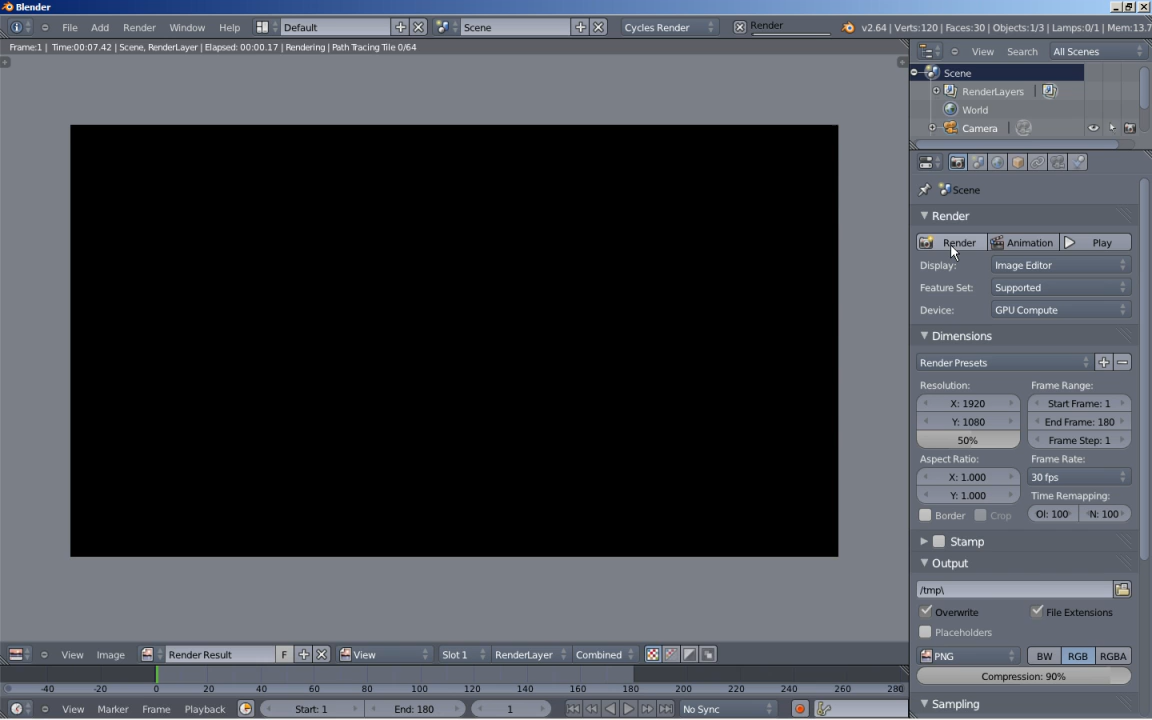 Blender
File Add Render Window Help Default Scene Cycles Render Render v2.64 | Verts:120 | Faces:30 | Objects:1/3 | Lamps:0/1 | Mem:13.7
Frame:1 | Time:00:07.42 | Scene, RenderLayer | Elapsed: 00:00.17 | Rendering | Path Tracing Tile 0/64
View Search All Scenes
Scene
RenderLayers
World
Camera
Scene
Render
Render Animation Play
Display: Image Editor
Feature Set: Supported
Device: GPU Compute
Dimensions
Render Presets
Resolution: Frame Range:
X: 1920 Start Frame: 1
Y: 1080 End Frame: 180
50% Frame Step: 1
Aspect Ratio: Frame Rate:
X: 1.000 30 fps
Y: 1.000 Time Remapping:
Border Crop Ol: 100 N: 100
Stamp
Output
/tmp\
Overwrite File Extensions
Placeholders
PNG BW RGB RGBA
Compression: 90%
Sampling
View Image Render Result F View Slot 1 RenderLayer Combined
-40 -20 0 20 40 60 80 100 120 140 160 180 200 220 240 260 280
View Marker Frame Playback Start: 1 End: 180 1 No Sync